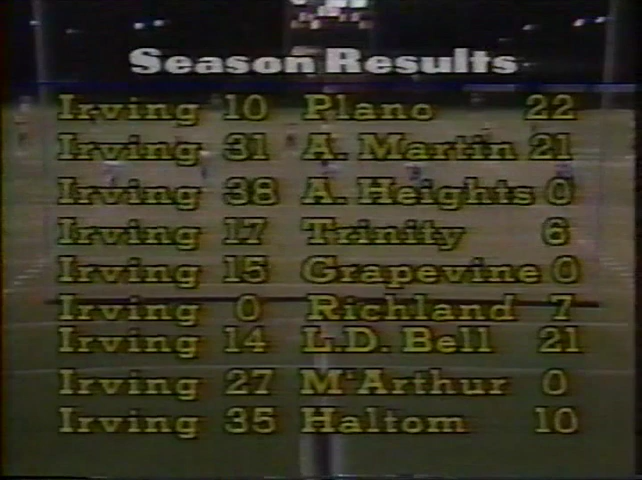 Season Results
Irving 10 Plano 22
Irving 31 A. Martin 21
Irving 38 A. Heights 0
Irving 17 Trinity 6
Irving 15 Grapevine 0
Irving 0 Richland 7
Irving 14 L.D. Bell 21
Irving 27 M'Arthur 0
Irving 35 Haltom 10